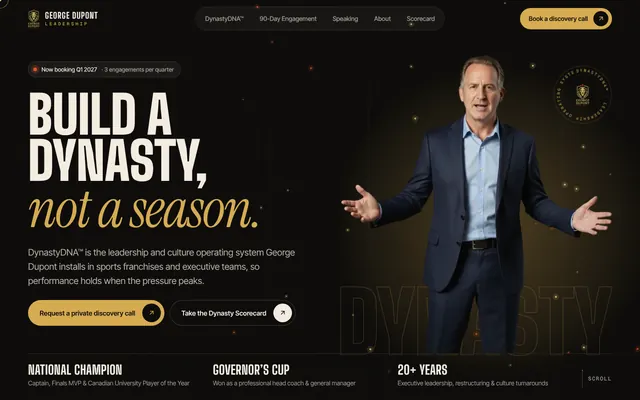 GEORGE DUPONT
LEADERSHIP
DynastyDNA™
90-Day Engagement
Speaking
About
Scorecard
Book a discovery call
Now booking Q1 2027 · 3 engagements per quarter
BUILD A
DYNASTY,
not a season.
DynastyDNA™ is the leadership and culture operating system George
Dupont installs in sports franchises and executive teams, so
performance holds when the pressure peaks.
Request a private discovery call
Take the Dynasty Scorecard
DYNASTY
NATIONAL CHAMPION
Captain, Finals MVP & Canadian University Player of the Year
GOVERNOR'S CUP
Won as a professional head coach & general manager
20+ YEARS
Executive leadership, restructuring & culture turnarounds
SCROLL